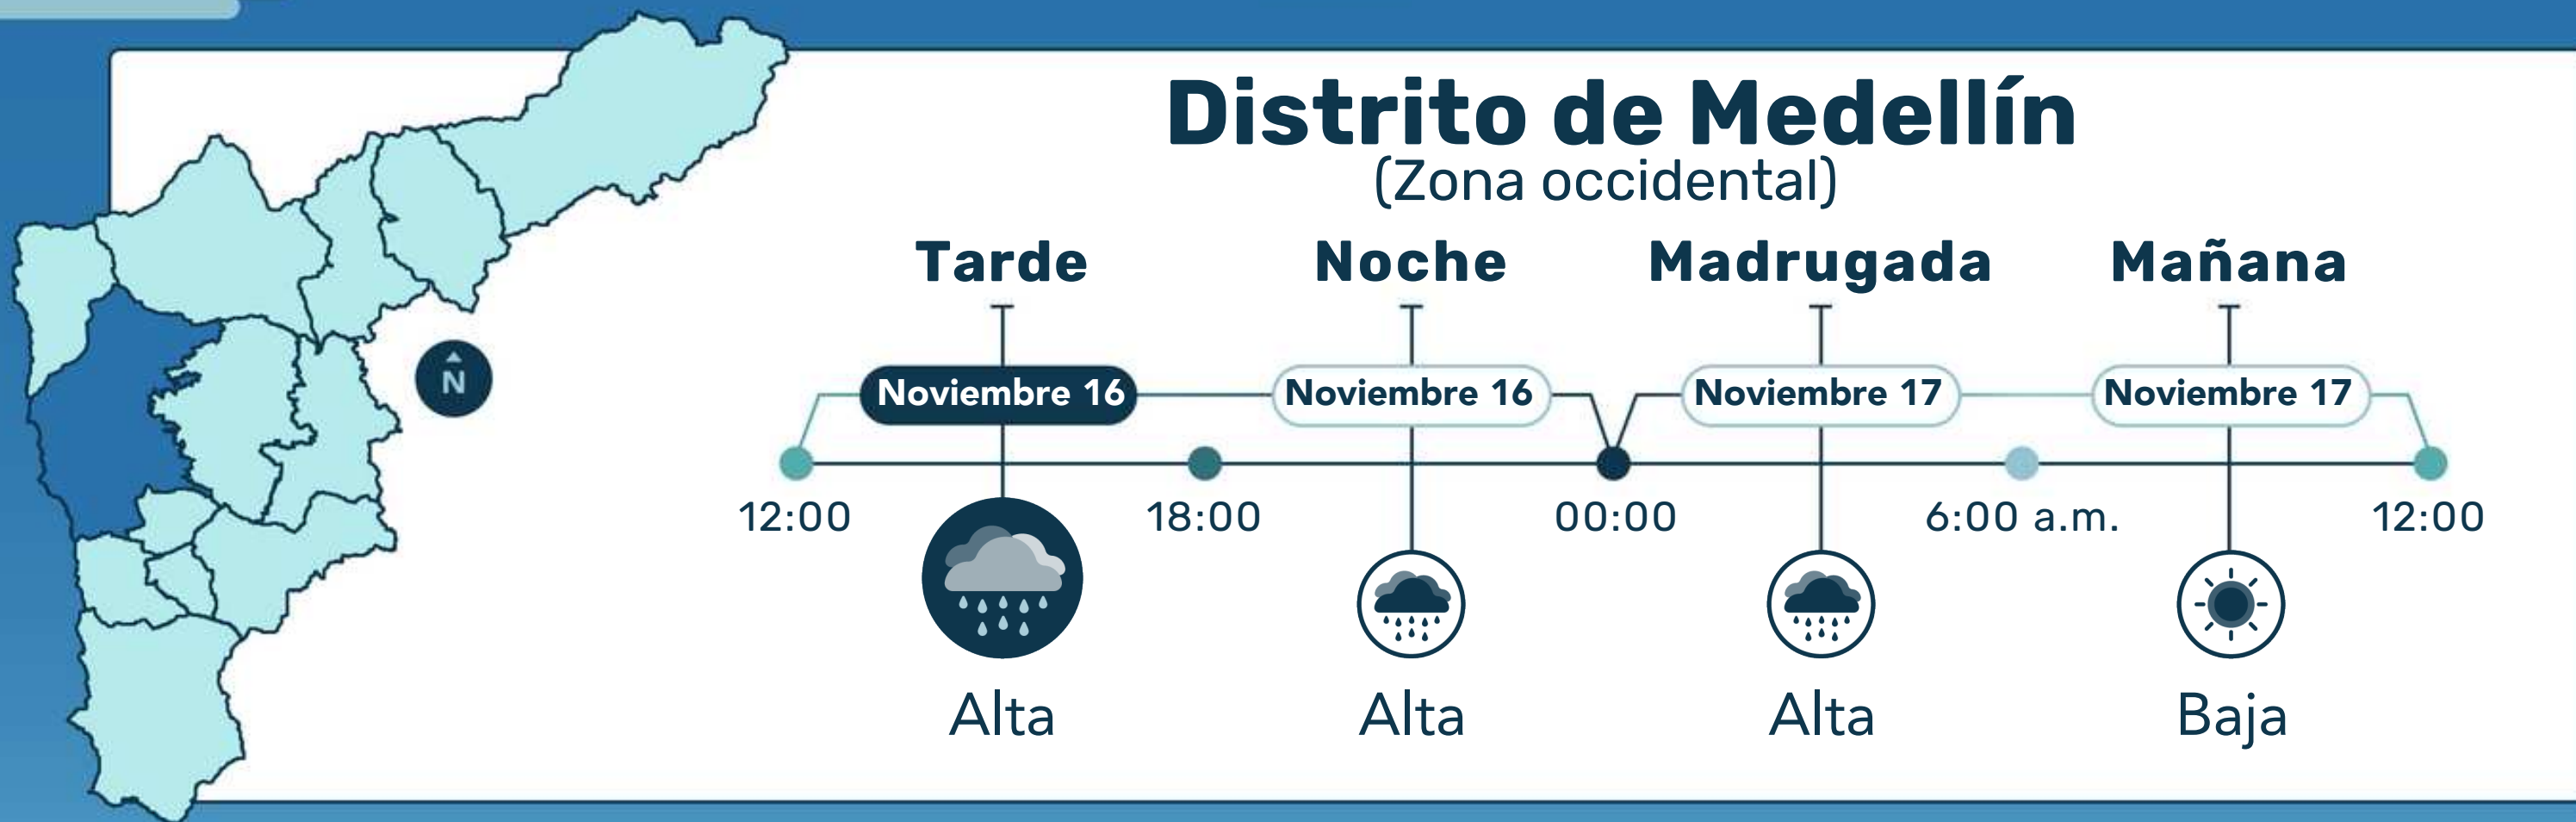 Distrito de Medellín
(Zona occidental)
Tarde Noche Madrugada Mañana
N
Noviembre 16 Noviembre 16 Noviembre 17 Noviembre 17
12:00 18:00 00:00 6:00 a.m. 12:00
Alta Alta Alta Baja